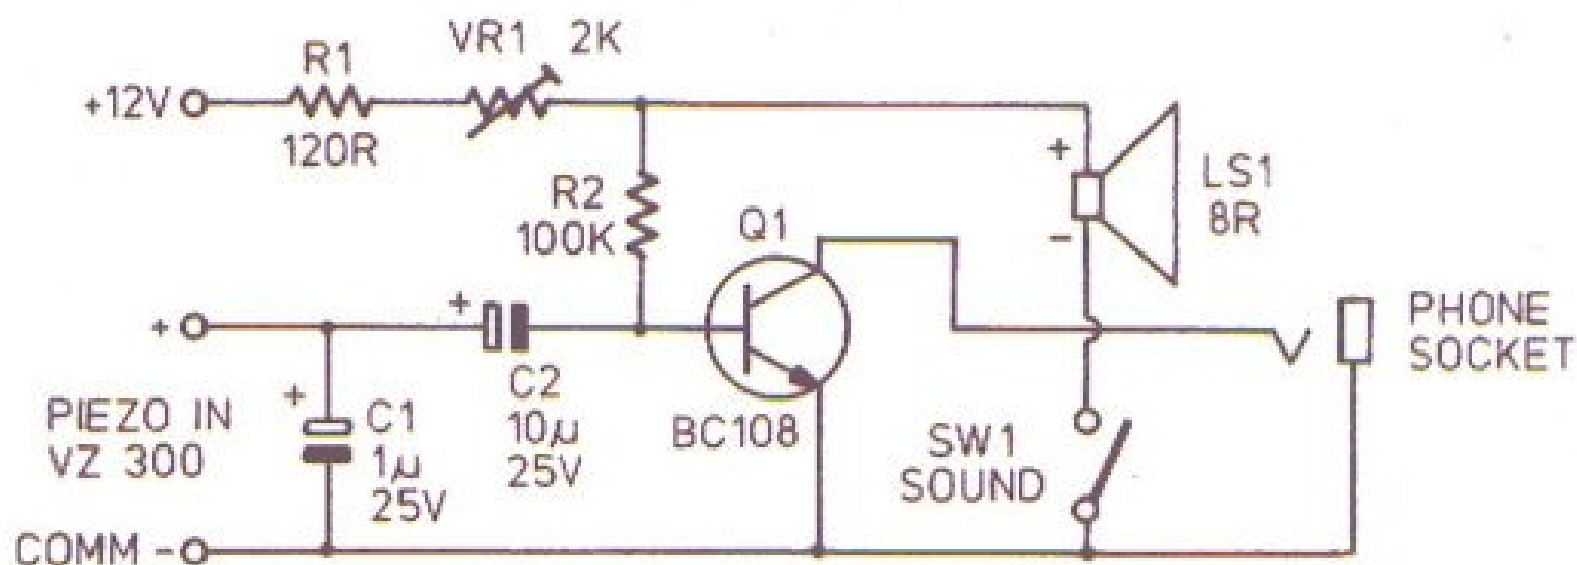 VR1 2K
R1
+12V
120R
R2
100K
Q1
+
LS1
8R
-
+
+
C2
10µ
25V
BC108
PHONE
SOCKET
PIEZO IN
VZ 300
+
C1
1µ
25V
SW1
SOUND
COMM -